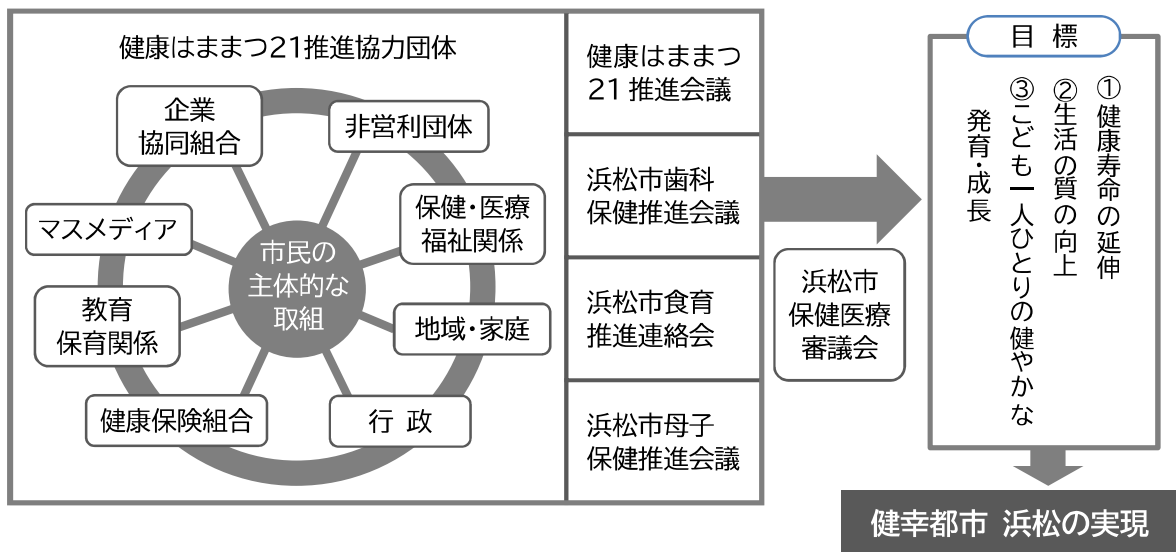 健康はままつ21推進協力団体
企業
協同組合
非営利団体
マスメディア
保健・医療
福祉関係
市民の
主体的な
取組
教育
保育関係
地域・家庭
健康保険組合
行 政
健康はままつ
21 推進会議
浜松市歯科
保健推進会議
浜松市食育
推進連絡会
浜松市母子
保健推進会議
浜松市
保健医療
審議会
目 標
①健康寿命の延伸
②生活の質の向上
③こども一人ひとりの健やかな
発育・成長
健幸都市 浜松の実現